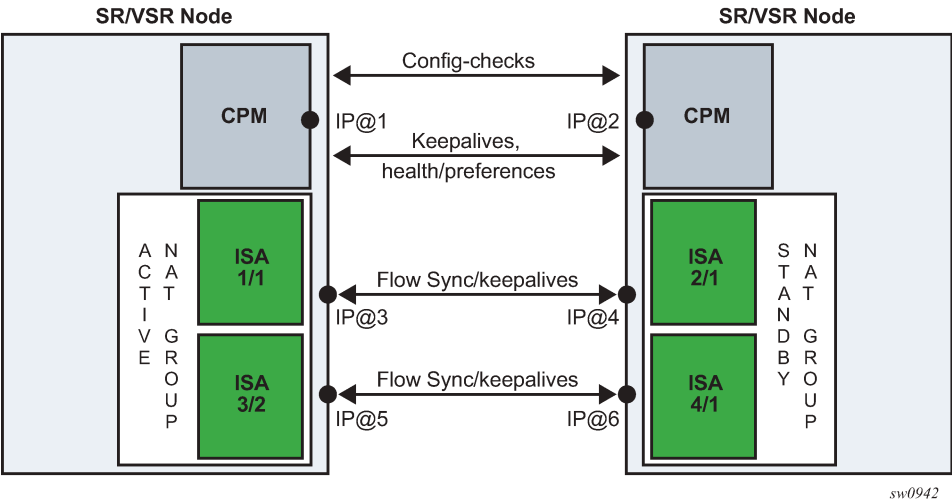 SR/VSR Node
SR/VSR Node
Config-checks
CPM
CPM
IP@1
IP@2
Keepalives,
health/preferences
ACTIVE
NAT GROUP
ISA
1/1
ISA
2/1
STANDBY
NAT GROUP
Flow Sync/keepalives
IP@3
IP@4
ISA
3/2
ISA
4/1
Flow Sync/keepalives
IP@5
IP@6
sw0942